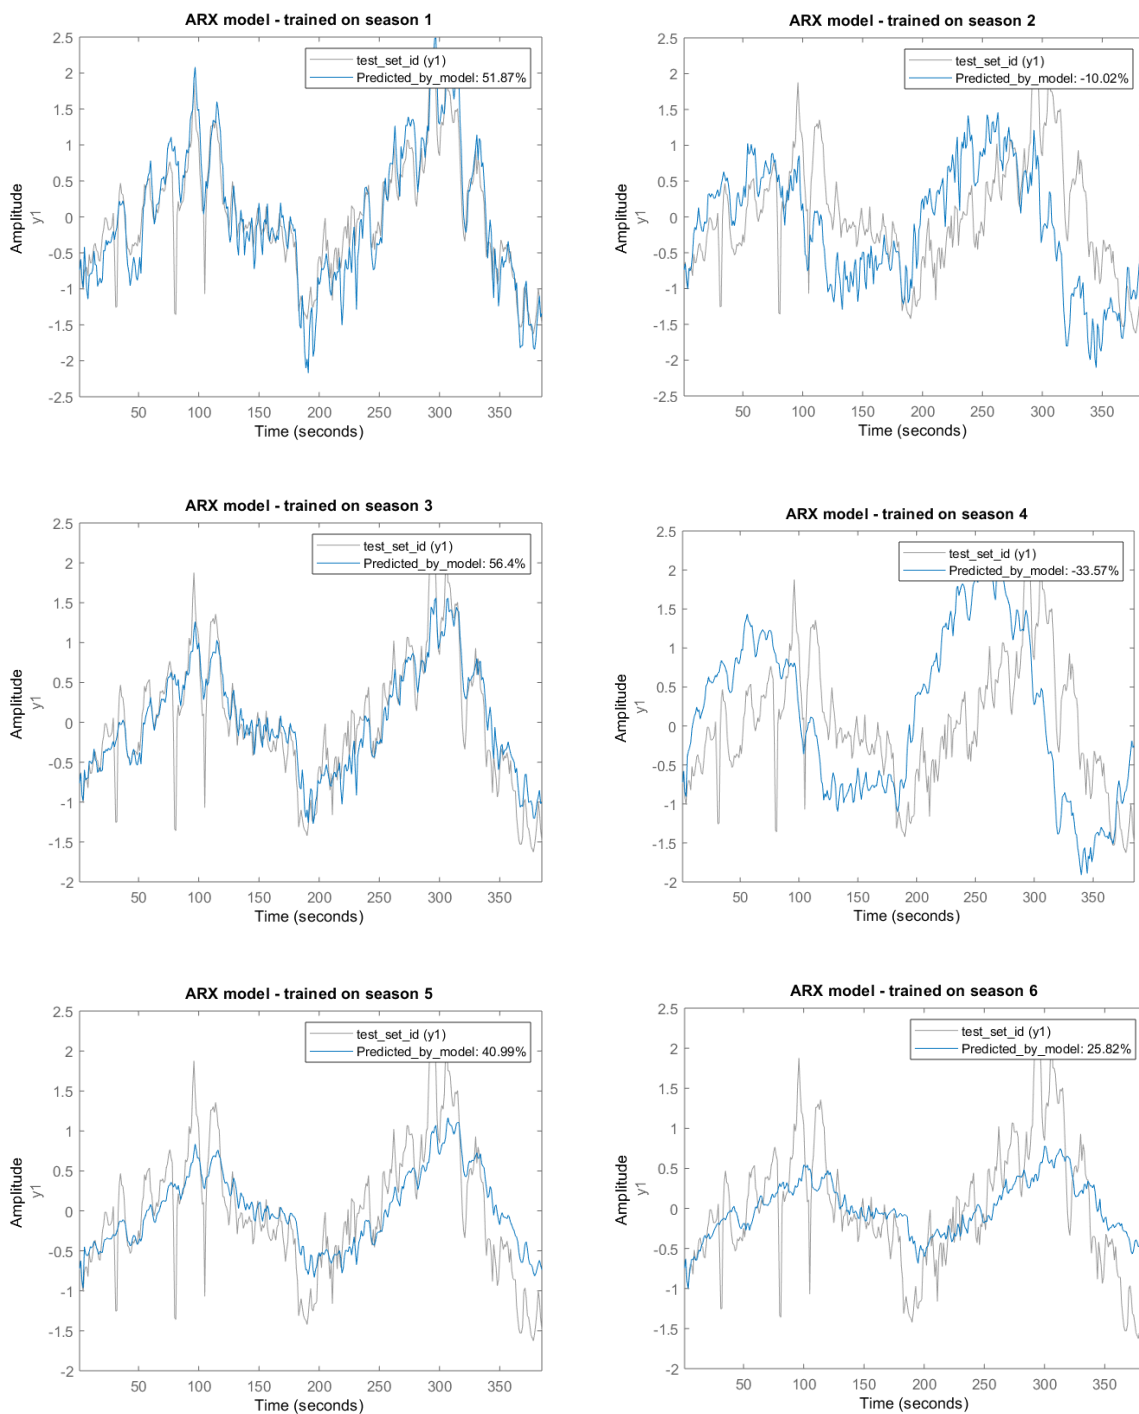 ARX model - trained on season 1
2.5
2
1.5
1
0.5
0
-0.5
-1
-1.5
-2
-2.5
Amplitude
y1
test_set_id (y1)
Predicted_by_model: 51.87%
50 100 150 200 250 300 350
Time (seconds)
ARX model - trained on season 2
2.5
2
1.5
1
0.5
0
-0.5
-1
-1.5
-2
-2.5
Amplitude
y1
test_set_id (y1)
Predicted_by_model: -10.02%
50 100 150 200 250 300 350
Time (seconds)
ARX model - trained on season 3
2.5
2
1.5
1
0.5
0
-0.5
-1
-1.5
-2
Amplitude
y1
test_set_id (y1)
Predicted_by_model: 56.4%
50 100 150 200 250 300 350
Time (seconds)
ARX model - trained on season 4
2.5
2
1.5
1
0.5
0
-0.5
-1
-1.5
-2
Amplitude
y1
test_set_id (y1)
Predicted_by_model: -33.57%
50 100 150 200 250 300 350
Time (seconds)
ARX model - trained on season 5
2.5
2
1.5
1
0.5
0
-0.5
-1
-1.5
-2
Amplitude
y1
test_set_id (y1)
Predicted_by_model: 40.99%
50 100 150 200 250 300 350
Time (seconds)
ARX model - trained on season 6
2.5
2
1.5
1
0.5
0
-0.5
-1
-1.5
-2
Amplitude
y1
test_set_id (y1)
Predicted_by_model: 25.82%
50 100 150 200 250 300 350
Time (seconds)